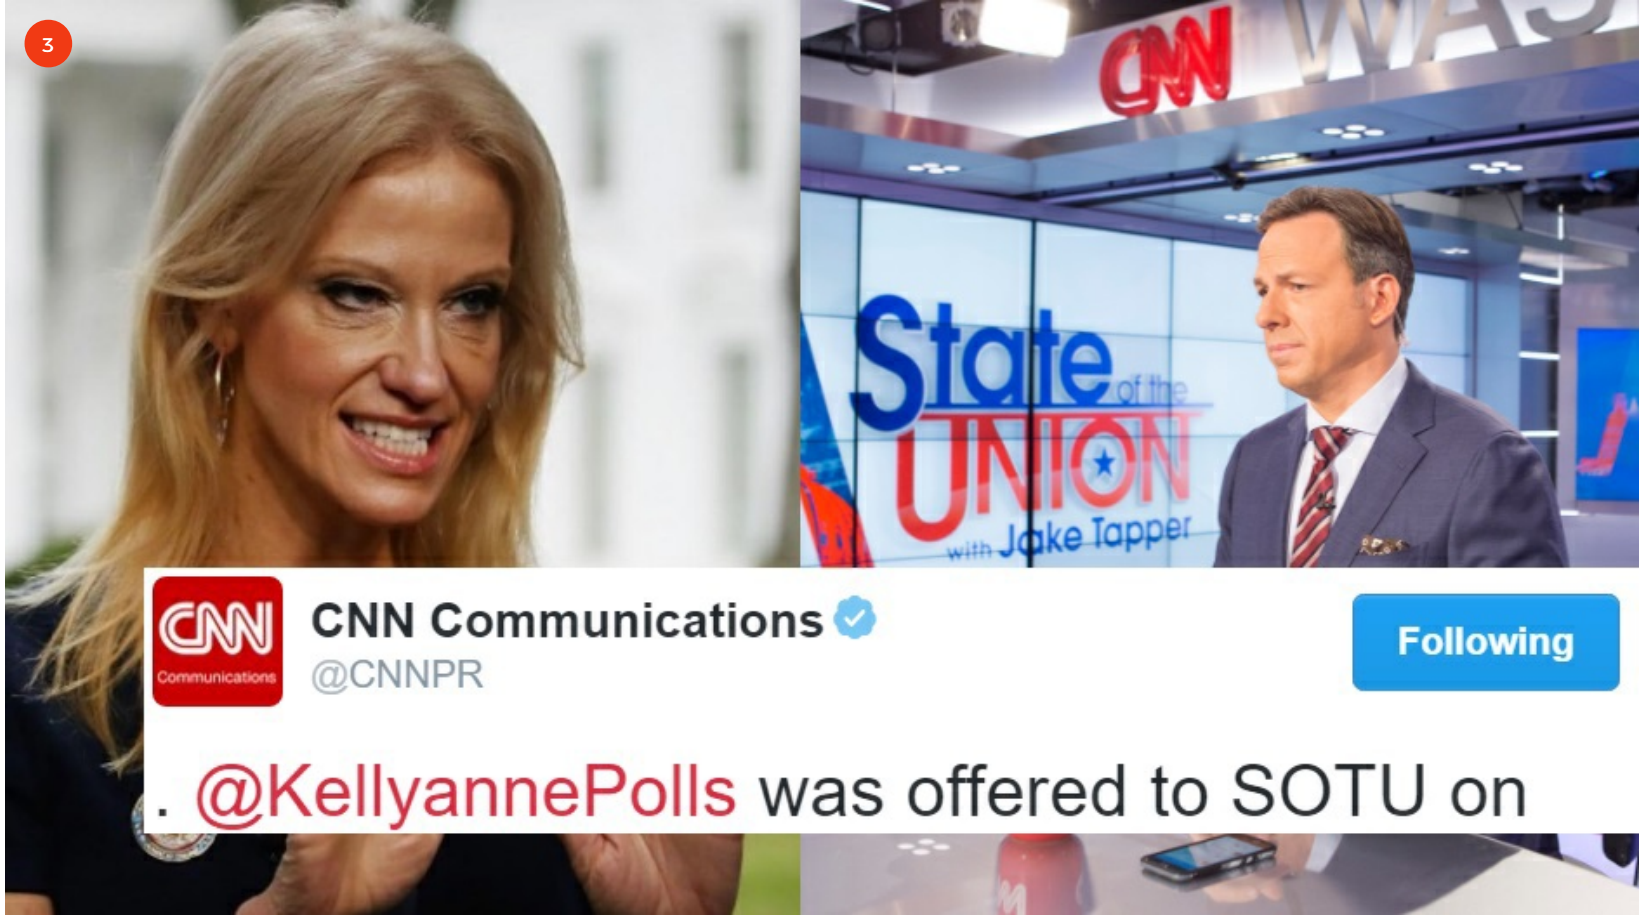 3
CNN WAS
State of the
UNION
with Jake Tapper
CNN
Communications
CNN Communications
@CNNPR
Following
. @KellyannePolls was offered to SOTU on